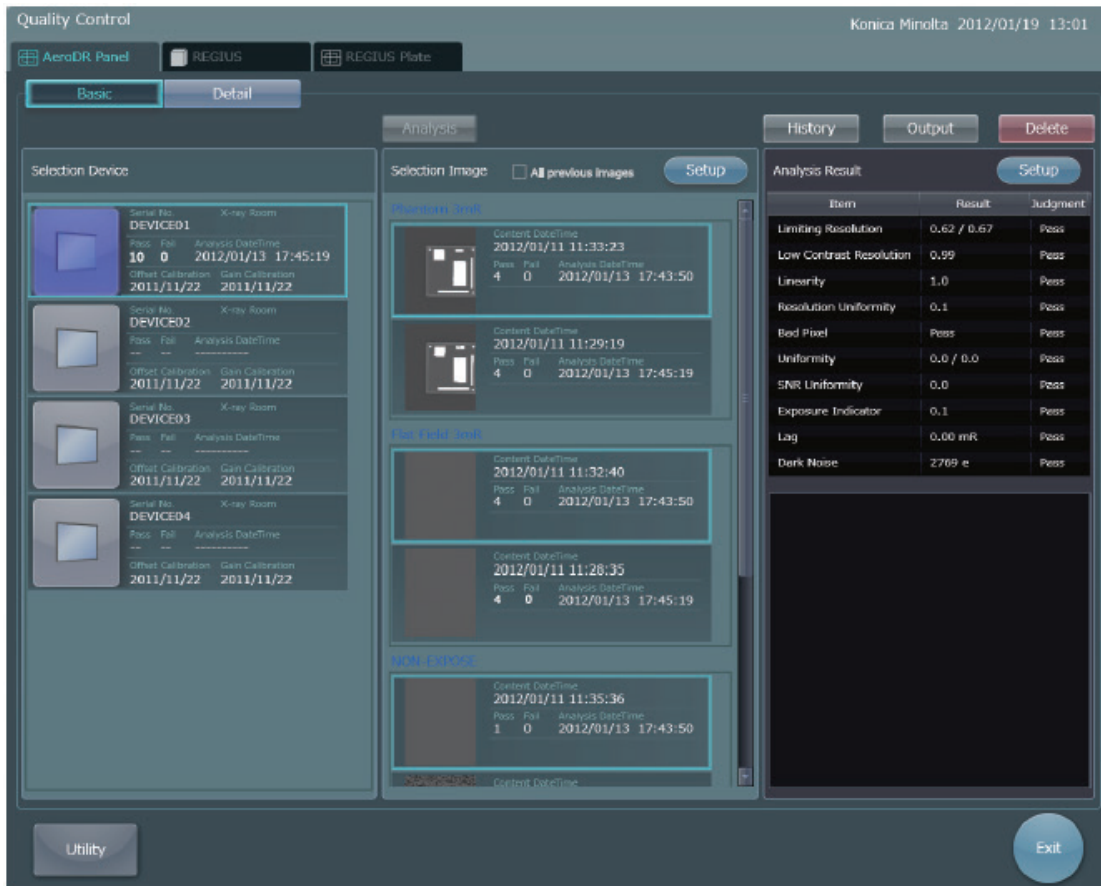 Quality Control
Konica Minolta 2012/01/19 13:01
AeroDR Panel REGIUS REGIUS Plate
Basic Detail
Analysis History Output Delete
Selection Device
Serial No. X-ray Room
DEVICE01
Pass Fail Analysis DateTime
10 0 2012/01/13 17:45:19
Offset Calibration Gain Calibration
2011/11/22 2011/11/22
Serial No. X-ray Room
DEVICE02
Pass Fail Analysis DateTime
-- -- ----------
Offset Calibration Gain Calibration
2011/11/22 2011/11/22
Serial No. X-ray Room
DEVICE03
Pass Fail Analysis DateTime
-- -- ----------
Offset Calibration Gain Calibration
2011/11/22 2011/11/22
Serial No. X-ray Room
DEVICE04
Pass Fail Analysis DateTime
-- -- ----------
Offset Calibration Gain Calibration
2011/11/22 2011/11/22
Selection Image All previous images Setup
Phantom 3mR
Content DateTime
2012/01/11 11:33:23
Pass Fail Analysis DateTime
4 0 2012/01/13 17:43:50
Content DateTime
2012/01/11 11:29:19
Pass Fail Analysis DateTime
4 0 2012/01/13 17:45:19
Flat Field 3mR
Content DateTime
2012/01/11 11:32:40
Pass Fail Analysis DateTime
4 0 2012/01/13 17:43:50
Content DateTime
2012/01/11 11:28:35
Pass Fail Analysis DateTime
4 0 2012/01/13 17:45:19
NON-EXPOSE
Content DateTime
2012/01/11 11:35:36
Pass Fail Analysis DateTime
1 0 2012/01/13 17:43:50
Content DateTime
Analysis Result Setup
Item Result Judgment
Limiting Resolution 0.62 / 0.67 Pass
Low Contrast Resolution 0.99 Pass
Linearity 1.0 Pass
Resolution Uniformity 0.1 Pass
Bad Pixel Pass Pass
Uniformity 0.0 / 0.0 Pass
SNR Uniformity 0.0 Pass
Exposure Indicator 0.1 Pass
Lag 0.00 mR Pass
Dark Noise 2769 e Pass
Utility Exit